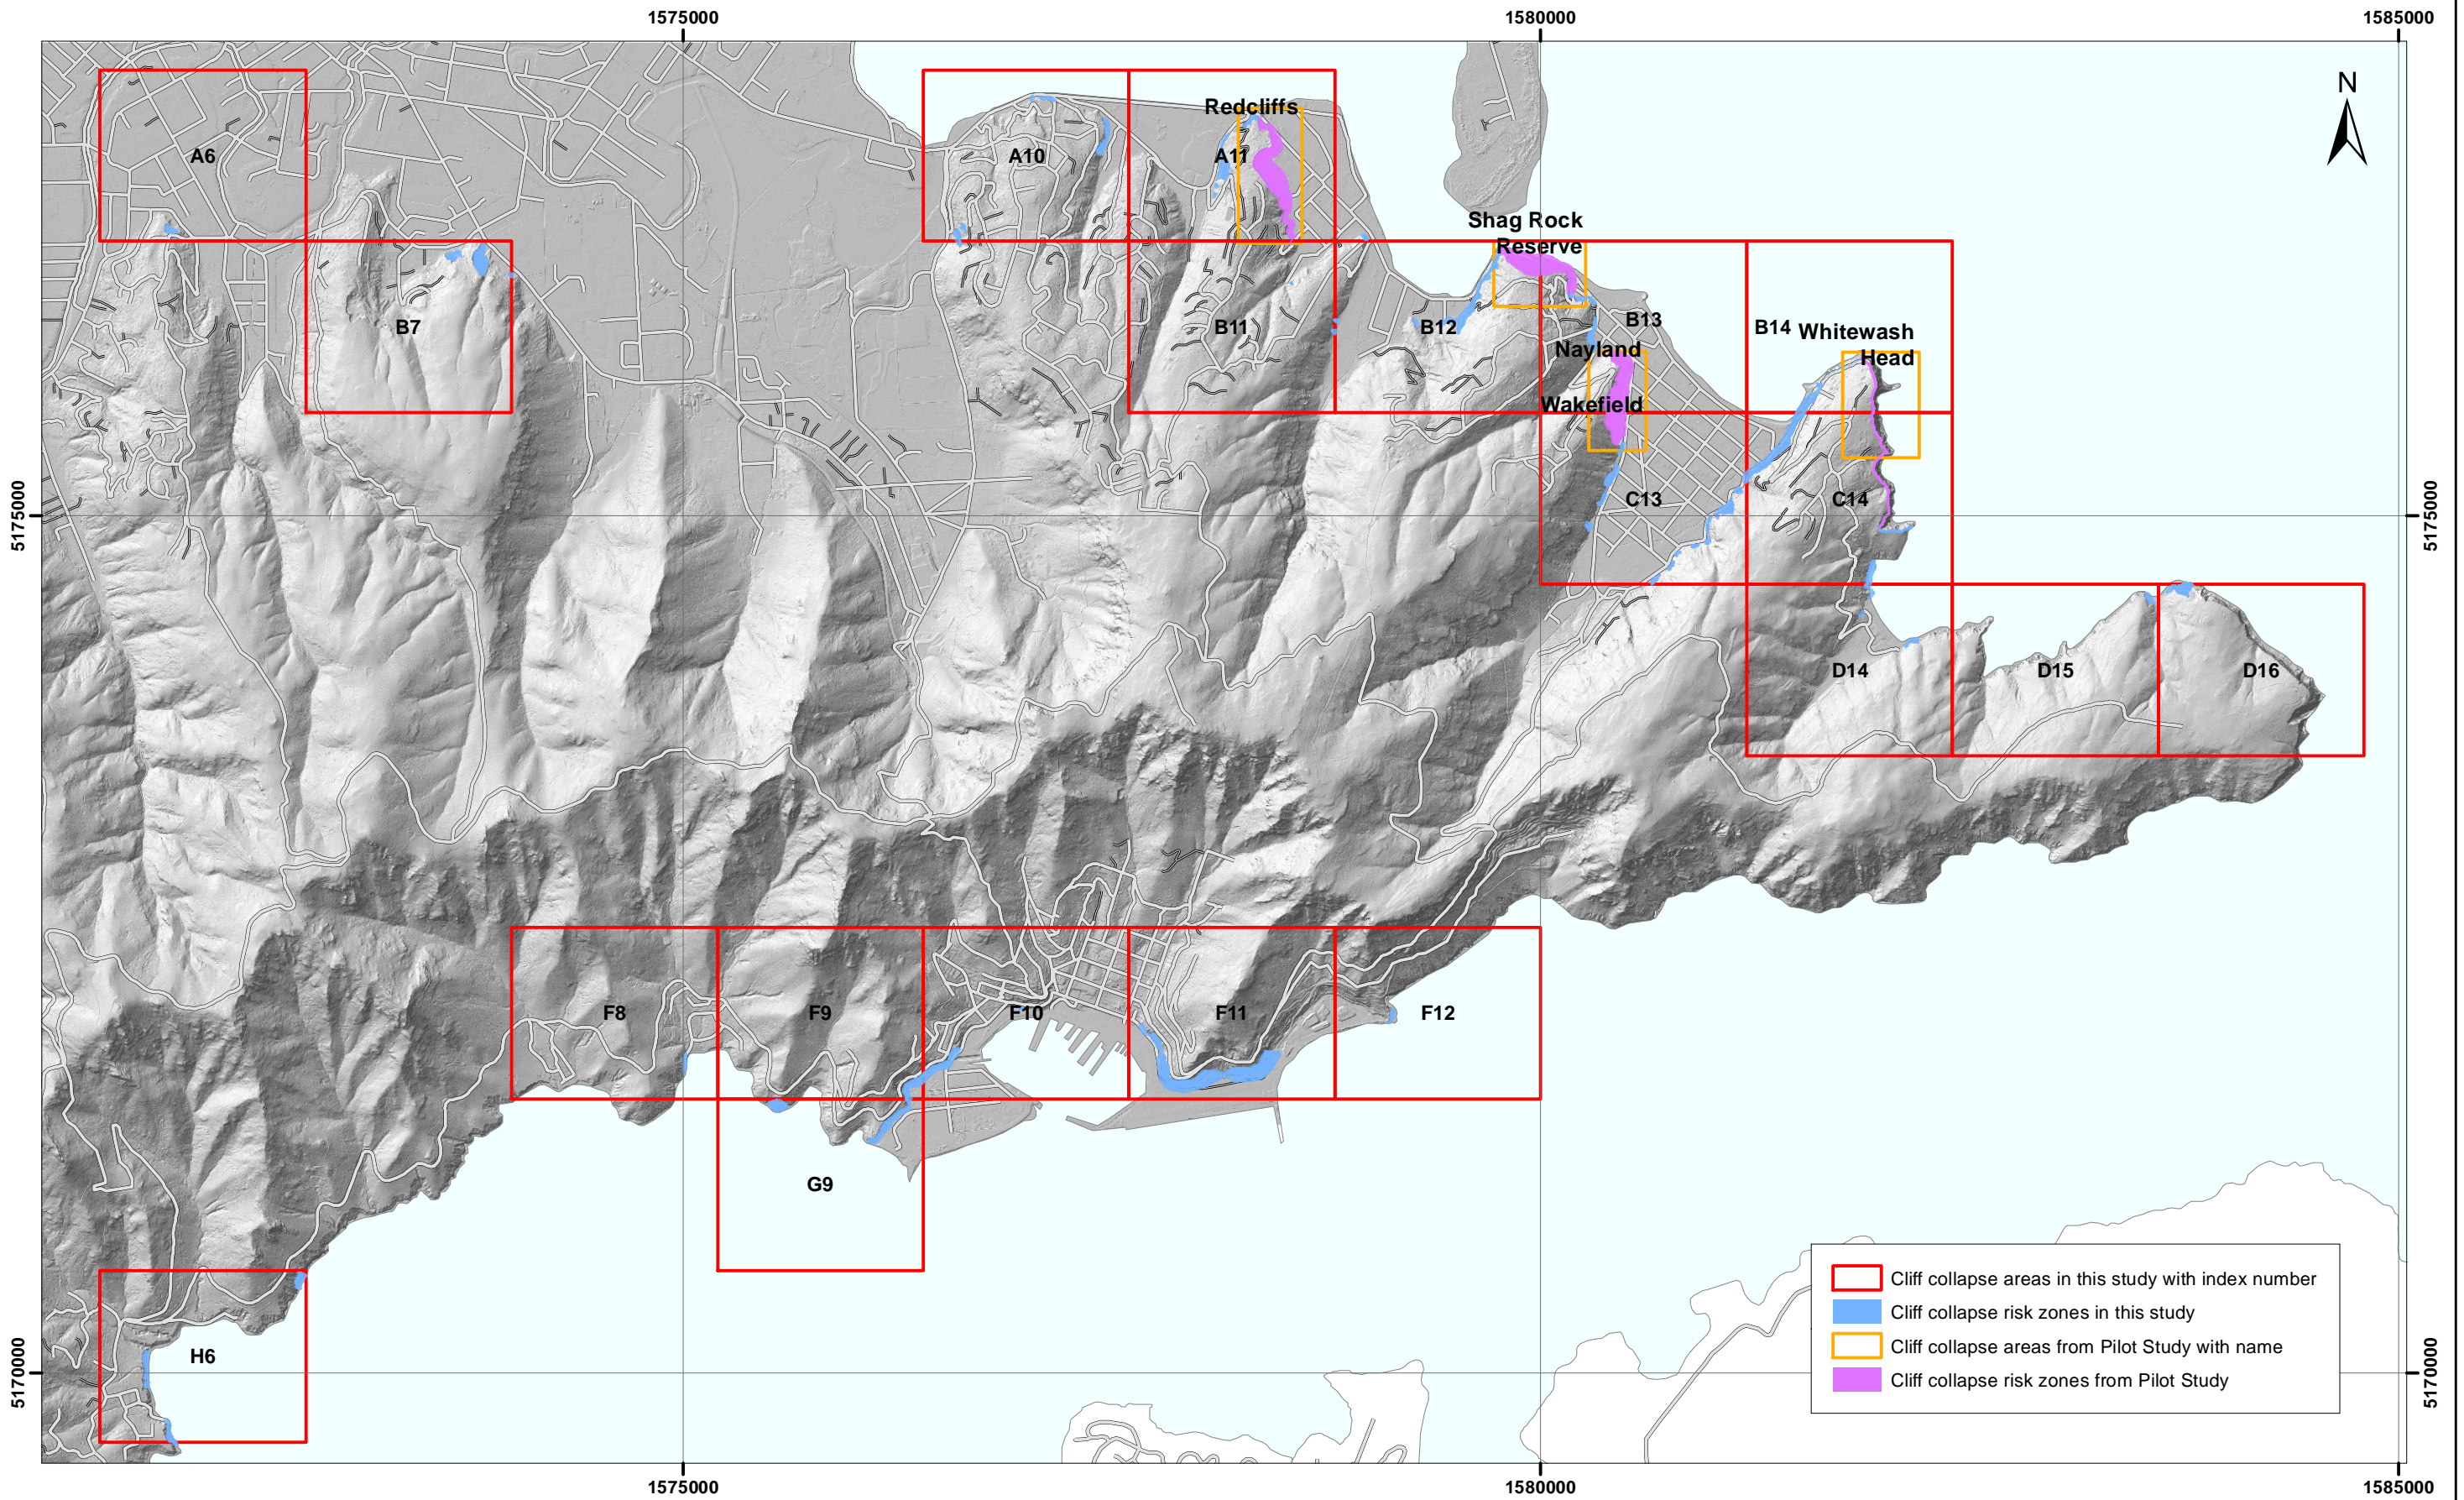 1575000
1580000
1585000
N
Redcliffs
A6
A10
A11
Shag Rock
Reserve
B7
B11
B12
B13
B14
Whitewash
Head
Nayland
Wakefield
5175000
C13
C14
5175000
D14
D15
D16
F8
F9
F10
F11
F12
G9
H6
5170000
5170000
Cliff collapse areas in this study with index number
Cliff collapse risk zones in this study
Cliff collapse areas from Pilot Study with name
Cliff collapse risk zones from Pilot Study
1575000
1580000
1585000